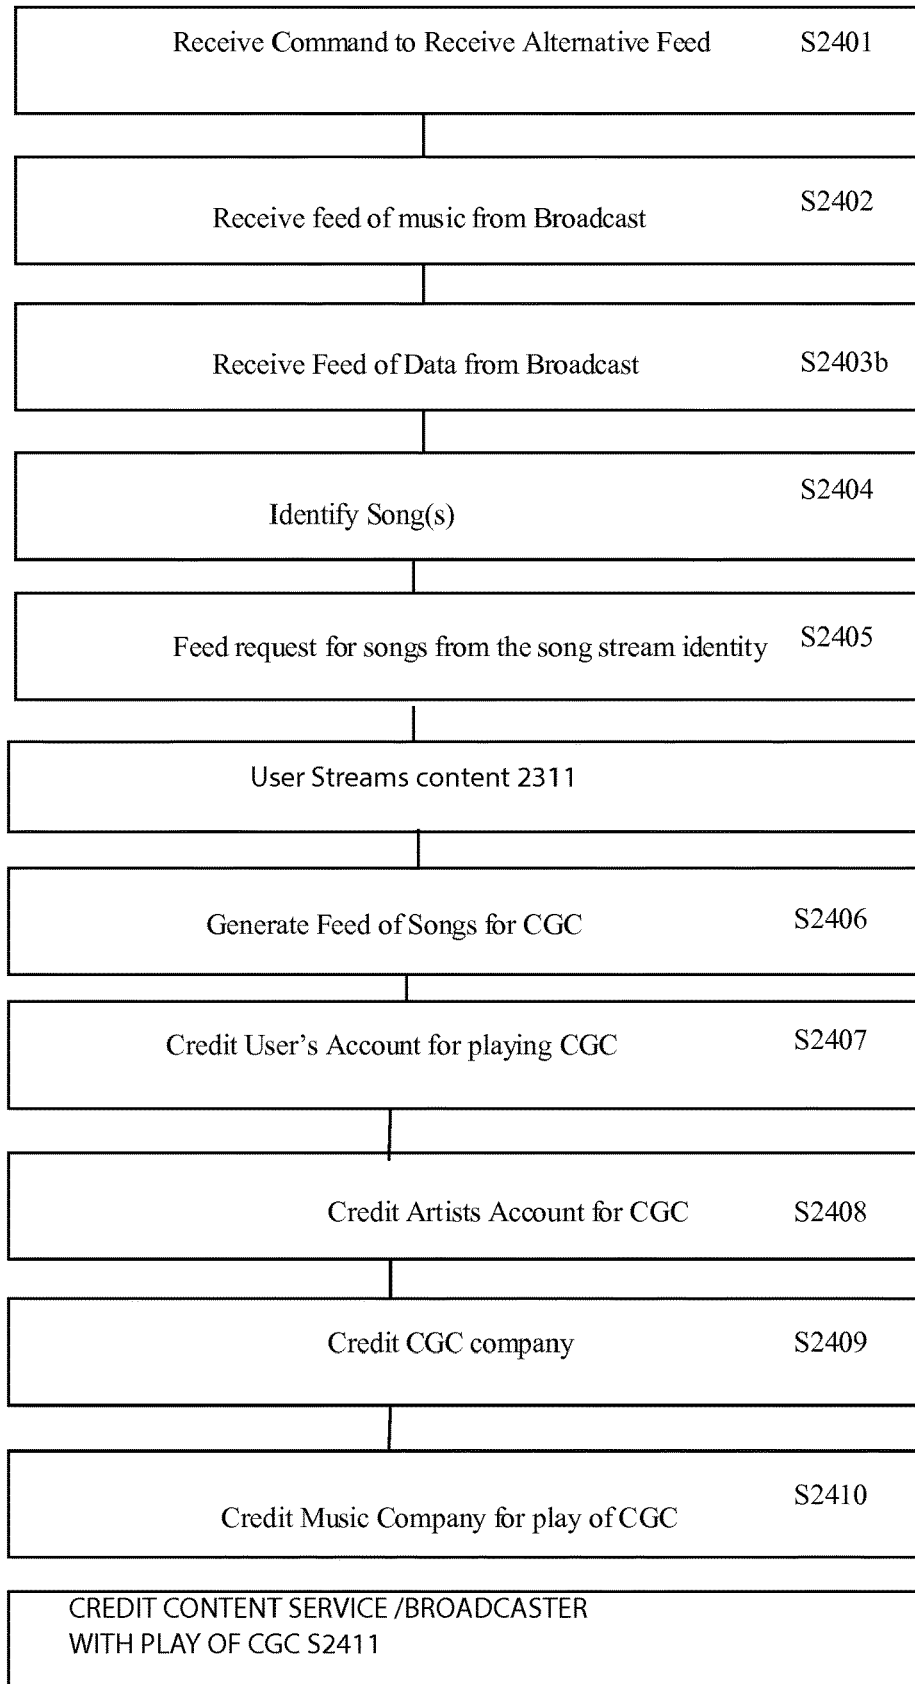 Receive Command to Receive Alternative Feed S2401
Receive feed of music from Broadcast S2402
Receive Feed of Data from Broadcast S2403b
Identify Song(s) S2404
Feed request for songs from the song stream identity S2405
User Streams content 2311
Generate Feed of Songs for CGC S2406
Credit User's Account for playing CGC S2407
Credit Artists Account for CGC S2408
Credit CGC company S2409
Credit Music Company for play of CGC S2410
CREDIT CONTENT SERVICE /BROADCASTER
WITH PLAY OF CGC S2411